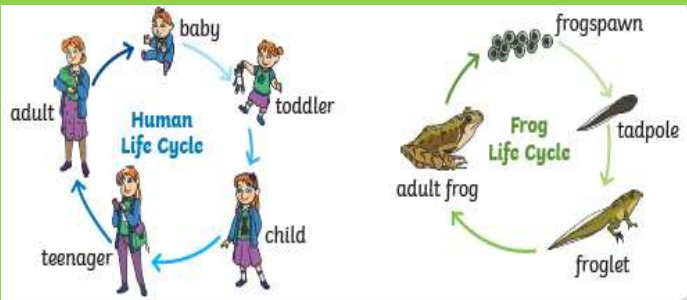 baby
toddler
child
teenager
adult
Human
Life Cycle
frogspawn
tadpole
froglet
adult frog
Frog
Life Cycle